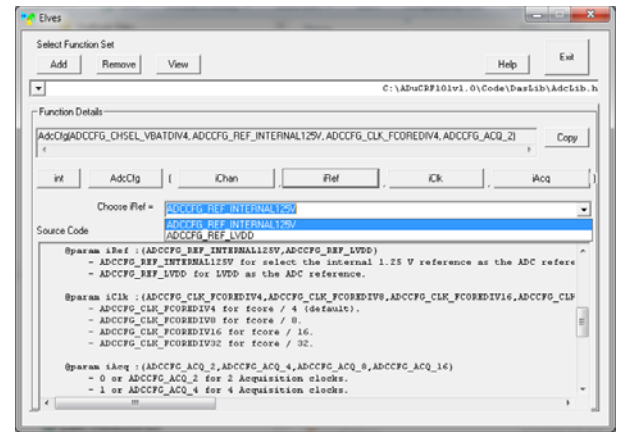 Elves
Select Function Set
Add Remove View Help Exit
C:\ADuCRF101v1.0\Code\DasLib\AdcLib.h
Function Details
AdcCfg(ADCCFG_CHSEL_VBATDIV4, ADCCFG_REF_INTERNAL125V, ADCCFG_CLK_FCOREDIV4, ADCCFG_ACQ_2) Copy
int AdcCfg ( iChan , iRef , iClk , iAcq )
Choose iRef = ADCCFG_REF_INTERNAL125V
ADCCFG_REF_INTERNAL125V
ADCCFG_REF_LVDD
Source Code
@param iRef :{ADCCFG_REF_INTERNAL125V,ADCCFG_REF_LVDD}
- ADCCFG_REF_INTERNAL125V for select the internal 1.25 V reference as the ADC refere
- ADCCFG_REF_LVDD for LVDD as the ADC reference.
@param iClk :{ADCCFG_CLK_FCOREDIV4,ADCCFG_CLK_FCOREDIV8,ADCCFG_CLK_FCOREDIV16,ADCCFG_CLK
- ADCCFG_CLK_FCOREDIV4 for fcore / 4 (default).
- ADCCFG_CLK_FCOREDIV8 for fcore / 8.
- ADCCFG_CLK_FCOREDIV16 for fcore / 16.
- ADCCFG_CLK_FCOREDIV32 for fcore / 32.
@param iAcq :{ADCCFG_ACQ_2,ADCCFG_ACQ_4,ADCCFG_ACQ_8,ADCCFG_ACQ_16}
- 0 or ADCCFG_ACQ_2 for 2 Acquisition clocks.
- 1 or ADCCFG_ACQ_4 for 4 Acquisition clocks.